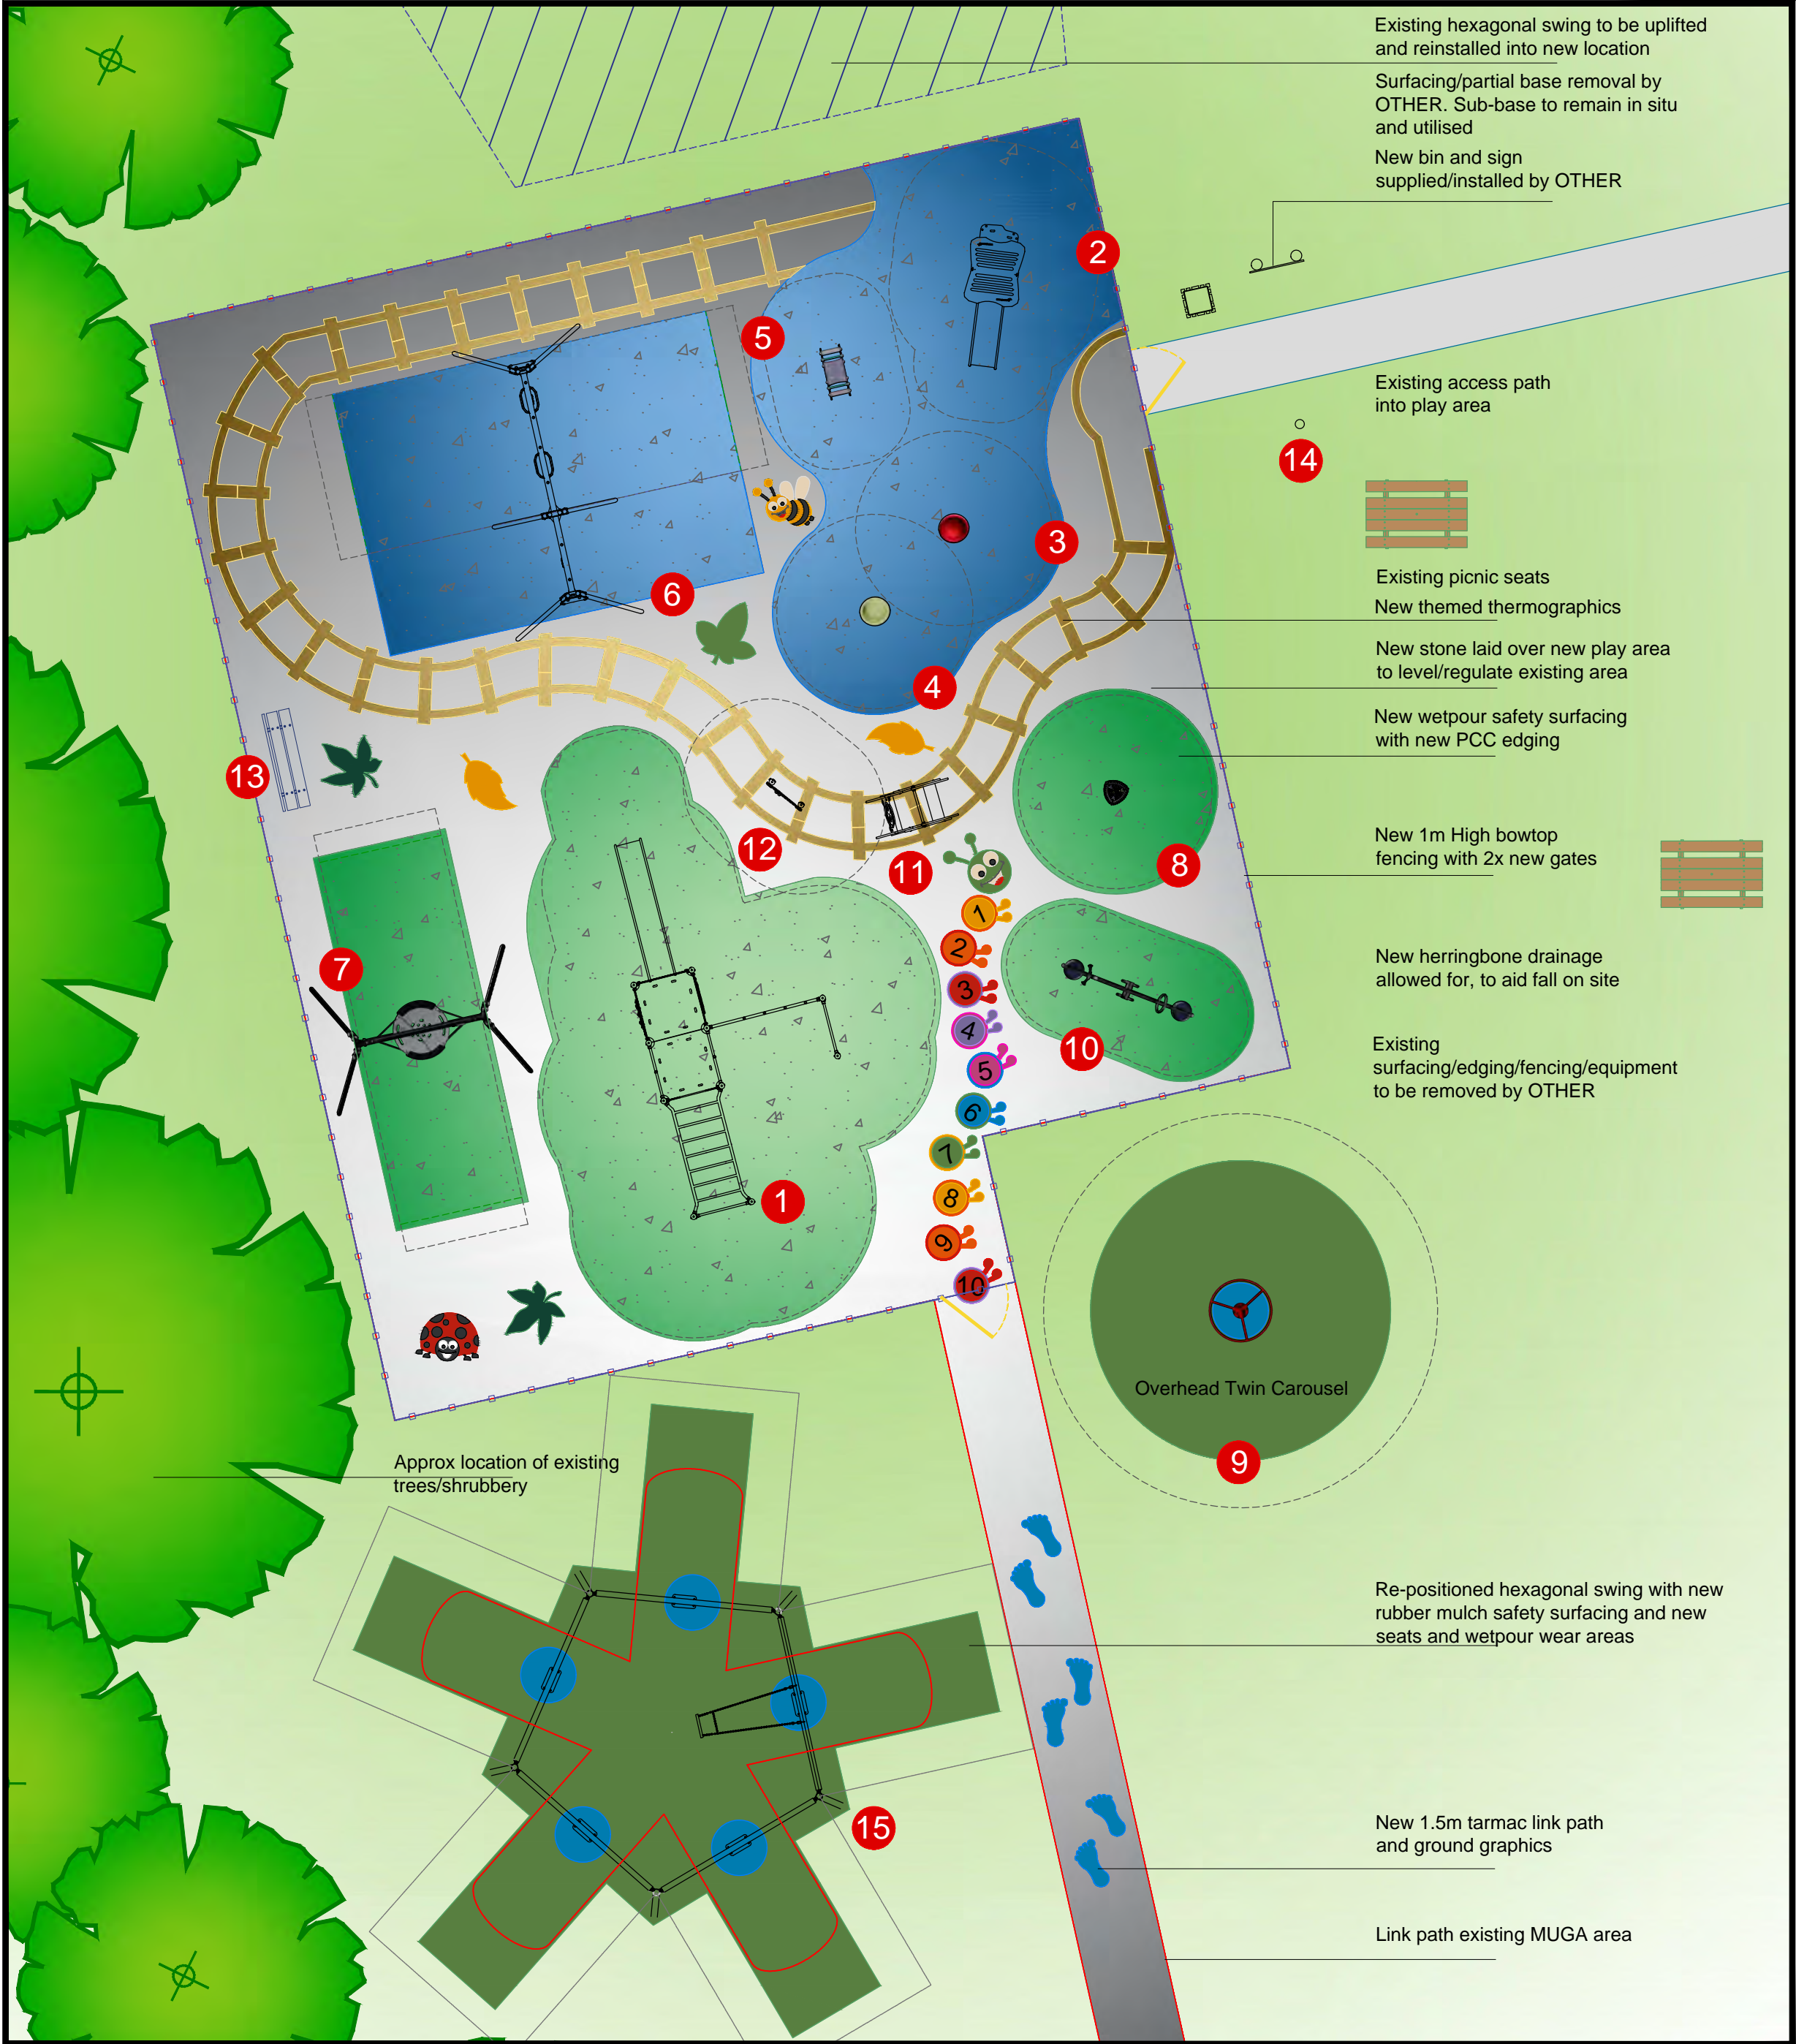 Existing hexagonal swing to be uplifted
and reinstalled into new location
Surfacing/partial base removal by
OTHER. Sub-base to remain in situ
and utilised
New bin and sign
supplied/installed by OTHER
2
5
Existing access path
into play area
14
3
6
Existing picnic seats
New themed thermographics
New stone laid over new play area
to level/regulate existing area
4
New wetpour safety surfacing
with new PCC edging
13
New 1m High bowtop
fencing with 2x new gates
12
11
8
1
2
3
4
5
6
7
8
9
10
7
New herringbone drainage
allowed for, to aid fall on site
10
Existing
surfacing/edging/fencing/equipment
to be removed by OTHER
1
Overhead Twin Carousel
9
Approx location of existing
trees/shrubbery
Re-positioned hexagonal swing with new
rubber mulch safety surfacing and new
seats and wetpour wear areas
15
New 1.5m tarmac link path
and ground graphics
Link path existing MUGA area